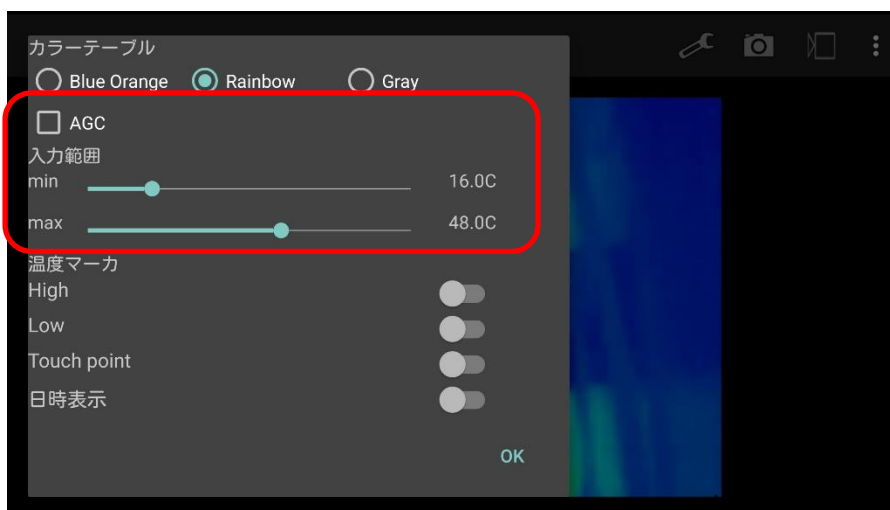 カラーテーブル
Blue Orange Rainbow Gray
AGC
入力範囲
min 16.0C
max 48.0C
温度マーカ
High
Low
Touch point
日時表示
OK